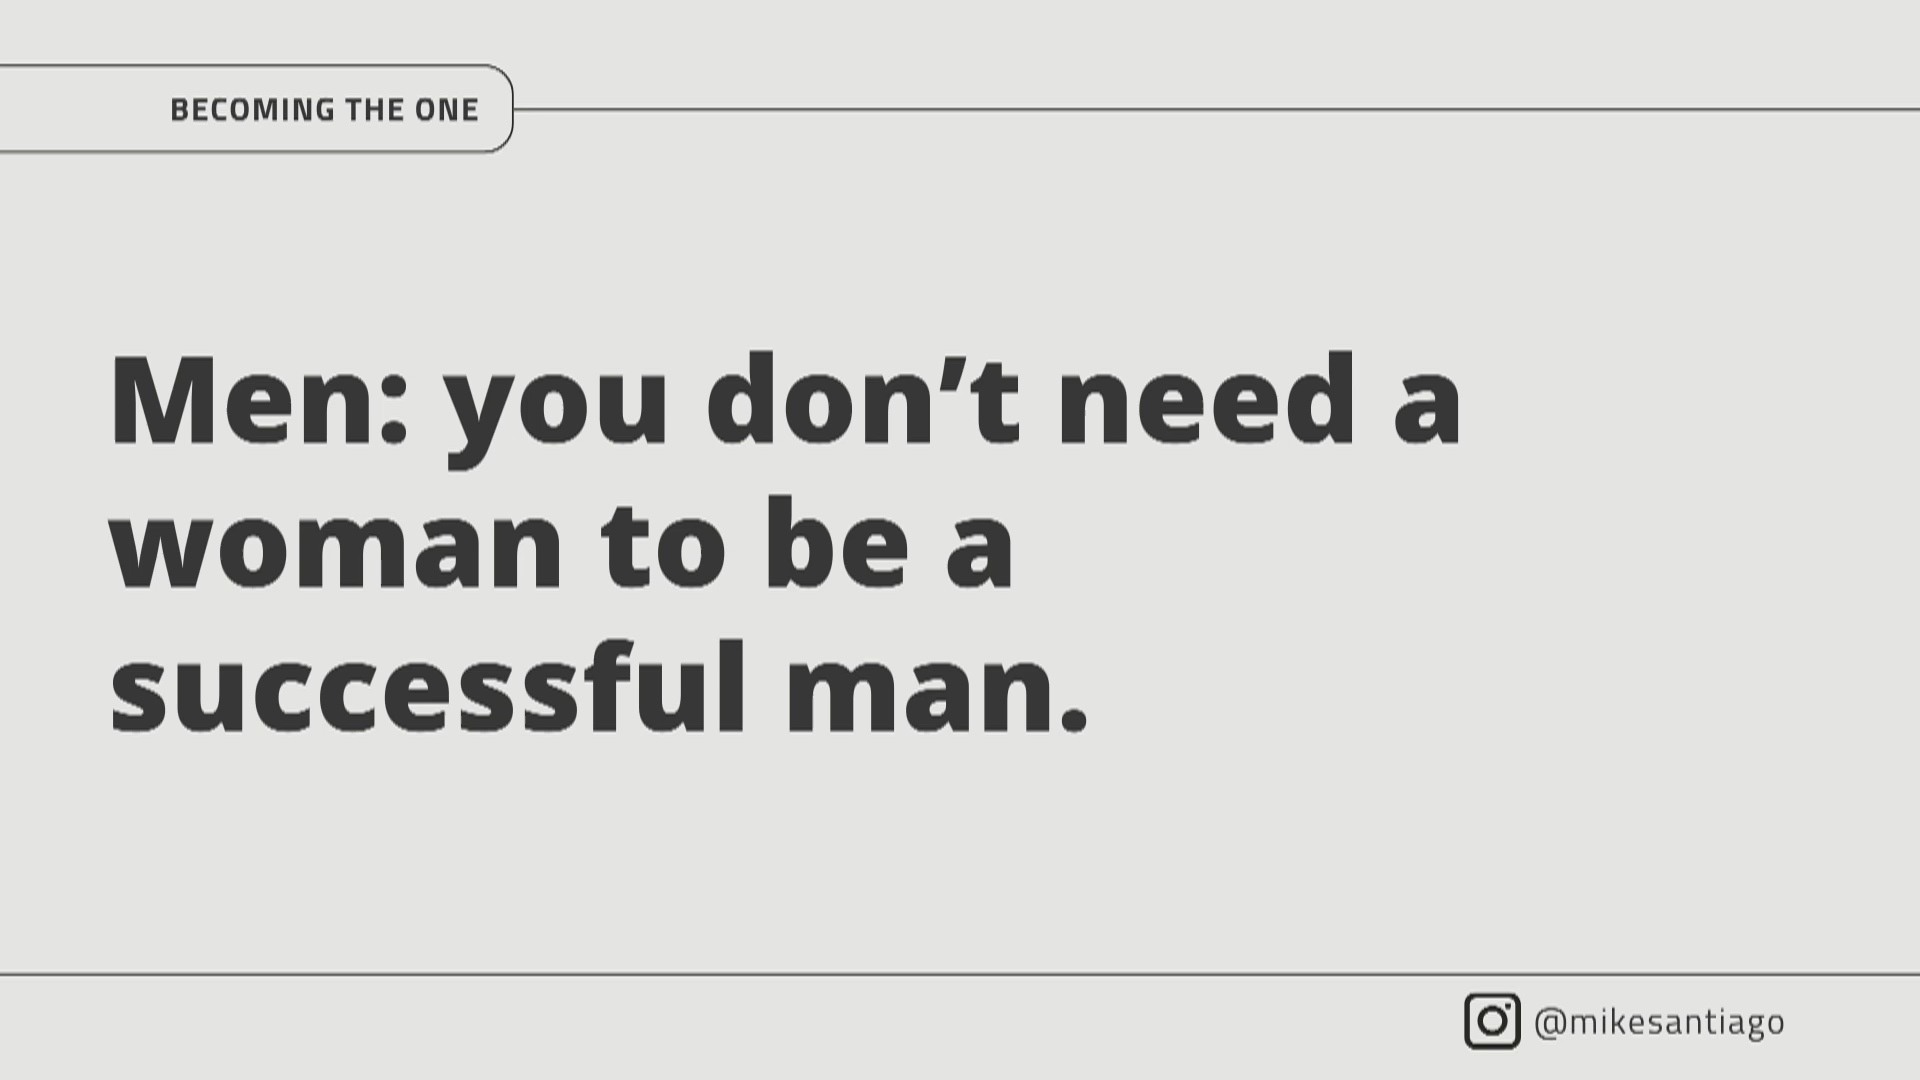 BECOMING THE ONE
Men: you don’t need a
woman to be a
successful man.
@mikesantiago